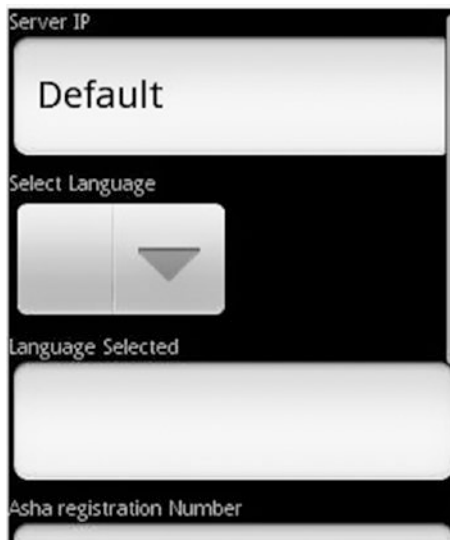 Server IP
Default
Select Language
Language Selected
Asha registration Number